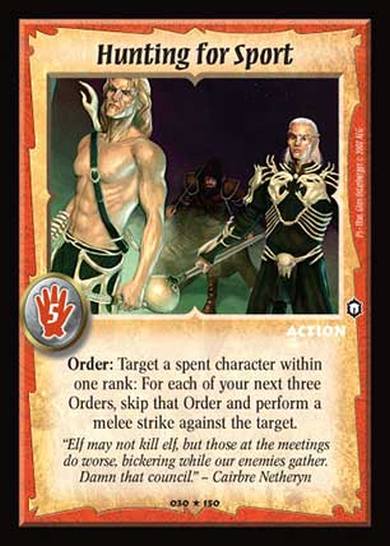 Hunting for Sport
5
ACTION
Order: Target a spent character within
one rank: For each of your next three
Orders, skip that Order and perform a
melee strike against the target.
“Elf may not kill elf, but those at the meetings
do worse, bickering while our enemies gather.
Damn that council.” – Cairbre Netheryn
030 ★ 150